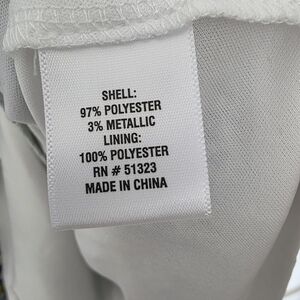 SHELL:
97% POLYESTER
3% METALLIC
LINING:
100% POLYESTER
RN # 51323
MADE IN CHINA